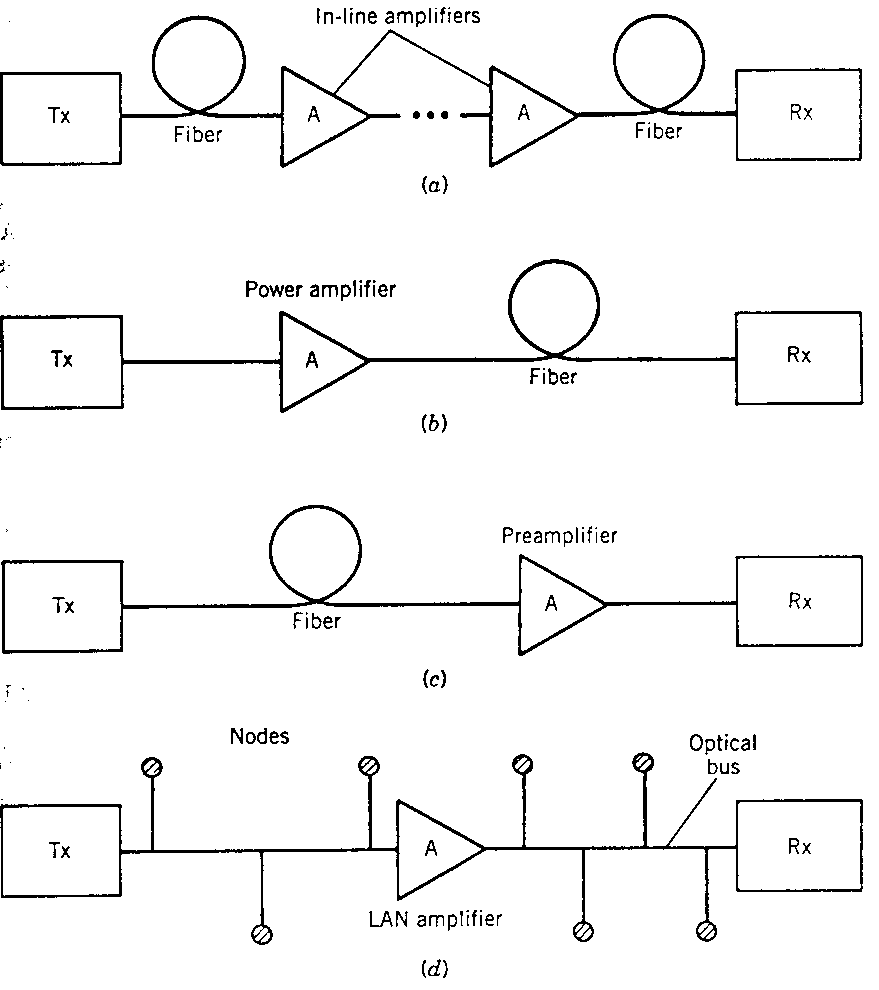 In-line amplifiers
Tx
A
A
Rx
Fiber
Fiber
(a)
Power amplifier
Tx
A
Rx
Fiber
(b)
Preamplifier
Tx
A
Rx
Fiber
(c)
Nodes
Optical
bus
Tx
A
Rx
LAN amplifier
(d)